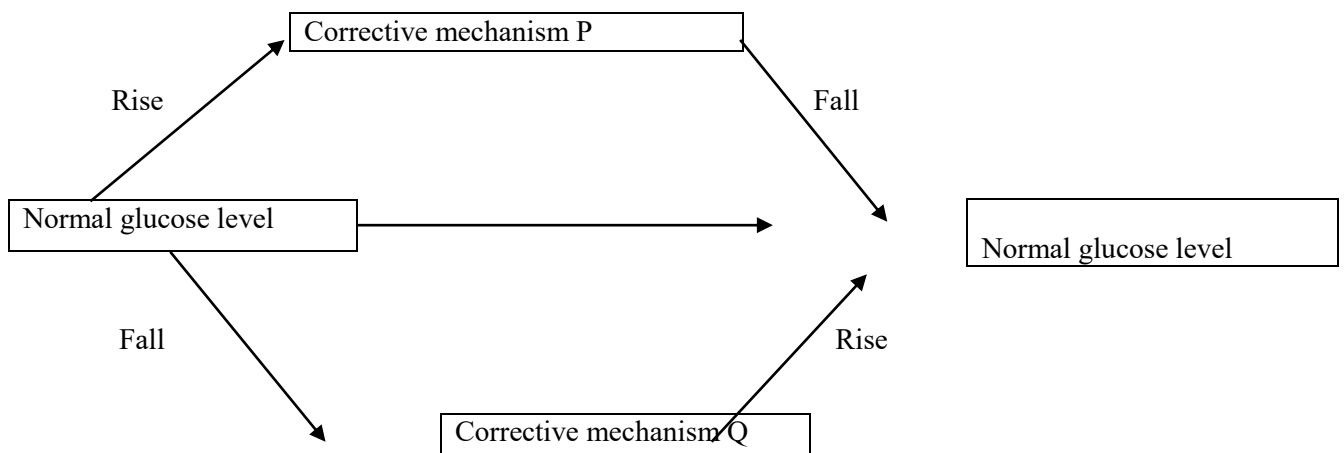 Corrective mechanism P
Rise
Fall
Normal glucose level
Normal glucose level
Fall
Rise
Corrective mechanism Q